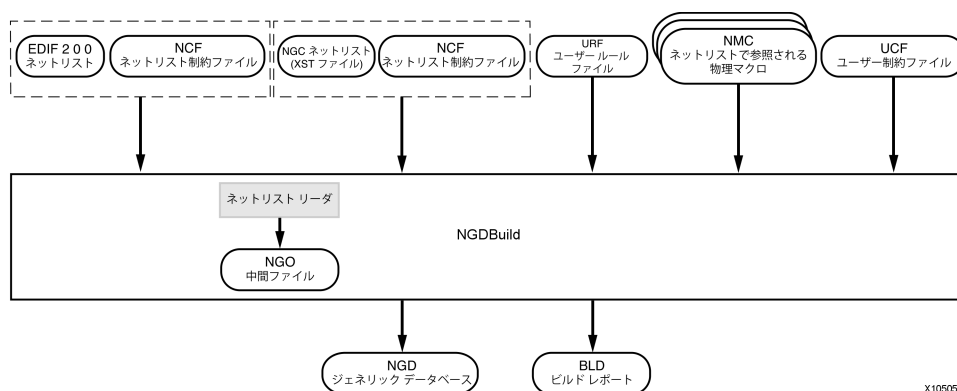 EDIF 2 0 0
ネットリスト
NCF
ネットリスト制約ファイル
NGC ネットリスト
(XST ファイル)
NCF
ネットリスト制約ファイル
URF
ユーザー ルール
ファイル
NMC
ネットリストで参照される
物理マクロ
UCF
ユーザー制約ファイル
ネットリスト リーダ
NGDBuild
NGO
中間ファイル
NGD
ジェネリック データベース
BLD
ビルド レポート
X10505